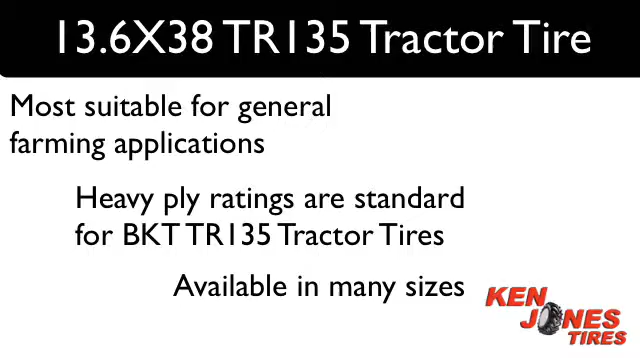 13.6X38 TR135 Tractor Tire
Most suitable for general
farming applications
Heavy ply ratings are standard
for BKT TR135 Tractor Tires
Available in many sizes
KEN
JONES
TIRES